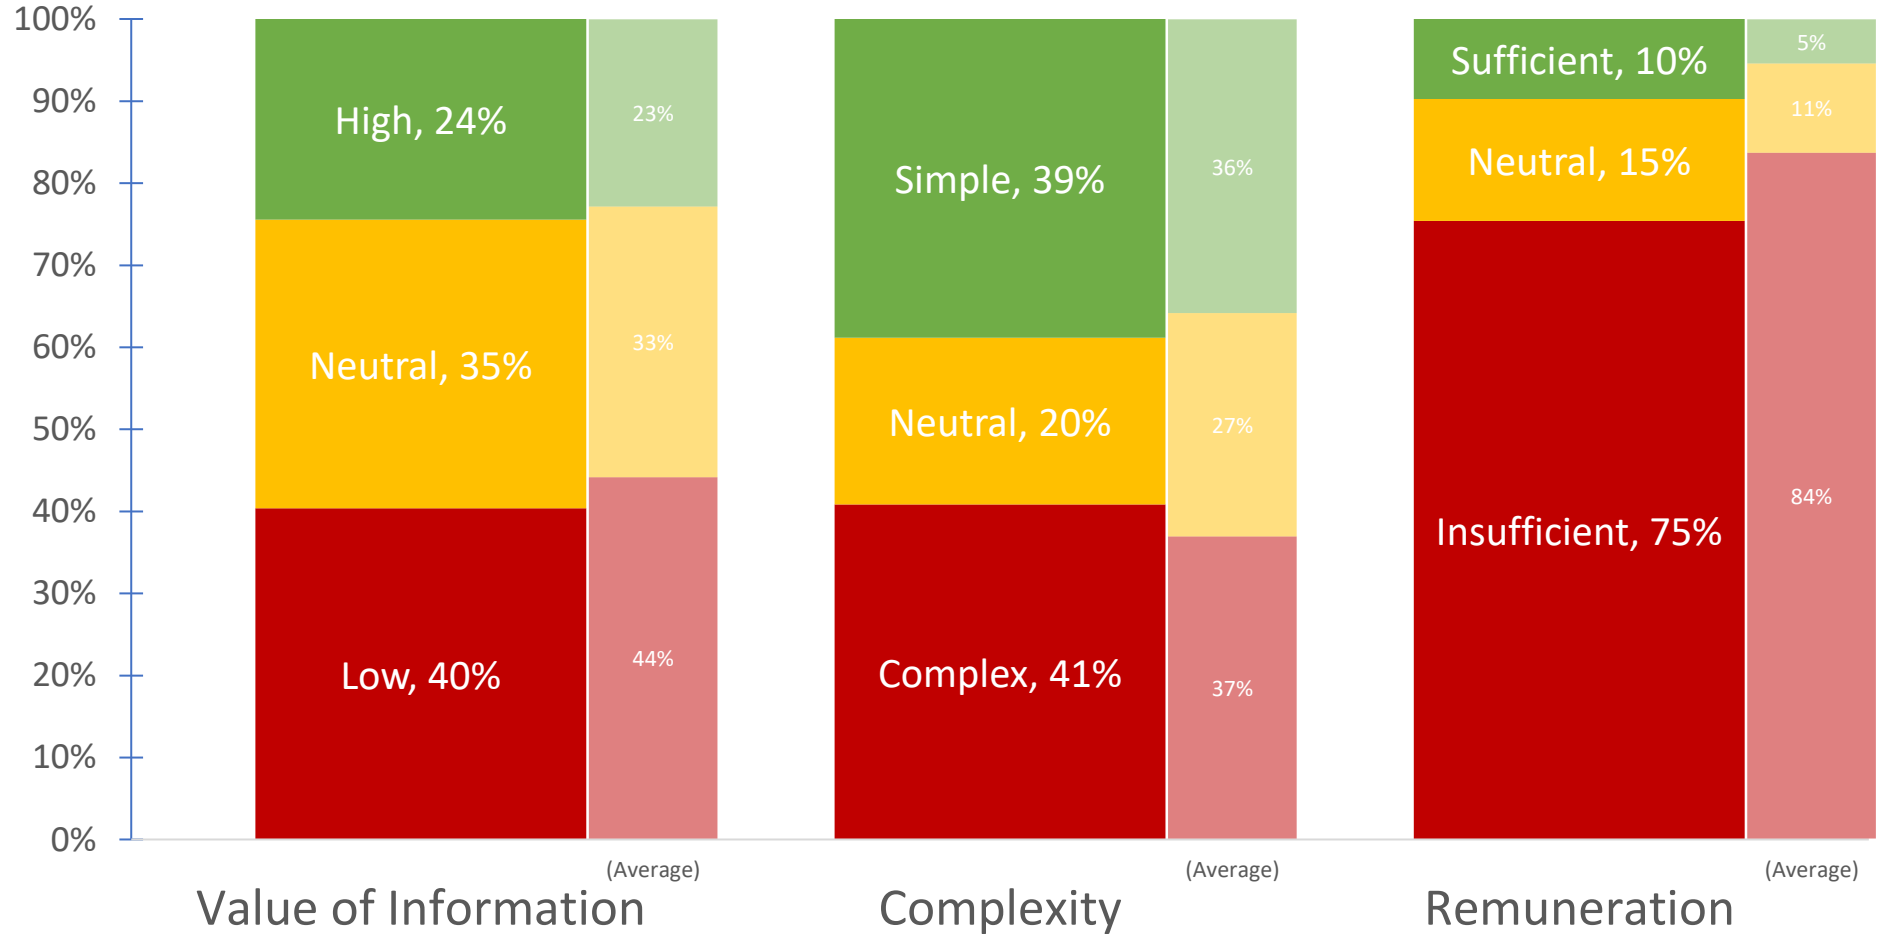 100%
90%
80%
70%
60%
50%
40%
30%
20%
10%
0%
High, 24%
Neutral, 35%
Low, 40%
23%
33%
44%
(Average)
Value of Information
Simple, 39%
Neutral, 20%
Complex, 41%
36%
27%
37%
(Average)
Complexity
Sufficient, 10%
Neutral, 15%
Insufficient, 75%
5%
11%
84%
(Average)
Remuneration